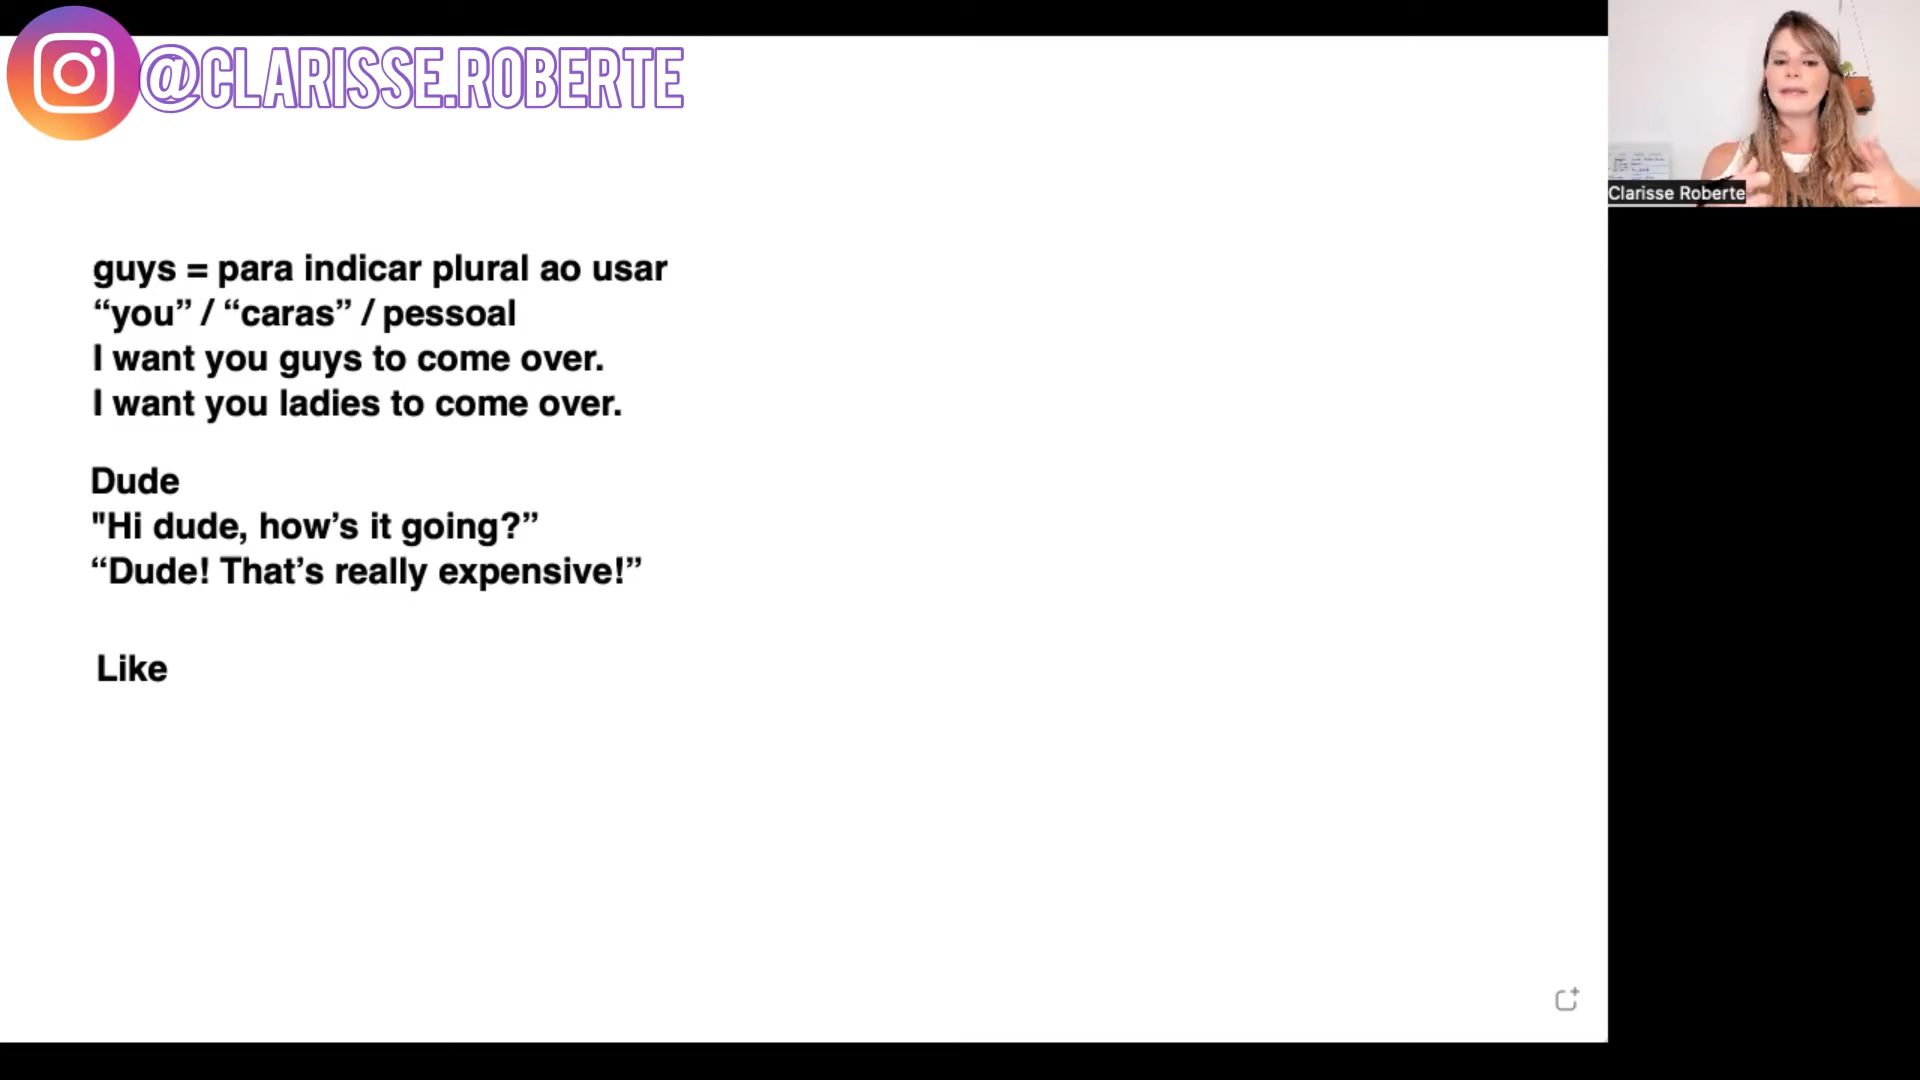 @CLARISSE.ROBERTE
Clarisse Roberte
guys = para indicar plural ao usar
“you” / “caras” / pessoal
I want you guys to come over.
I want you ladies to come over.
Dude
"Hi dude, how’s it going?”
“Dude! That’s really expensive!”
Like